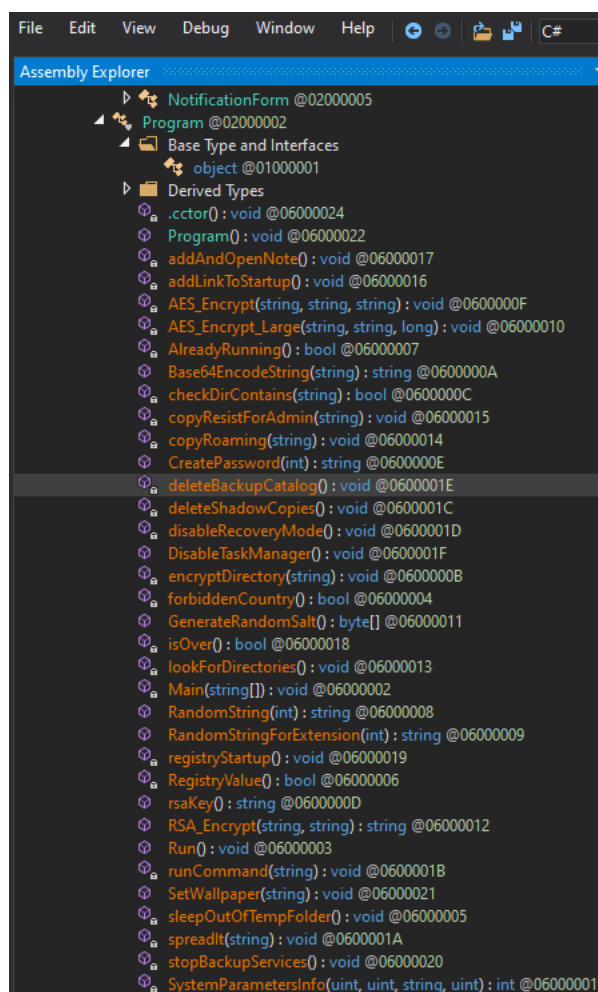 File Edit View Debug Window Help C#
Assembly Explorer
NotificationForm @02000005
Program @02000002
Base Type and Interfaces
object @01000001
Derived Types
.cctor() : void @06000024
Program() : void @06000022
addAndOpenNote() : void @06000017
addLinkToStartup() : void @06000016
AES_Encrypt(string, string, string) : void @0600000F
AES_Encrypt_Large(string, string, long) : void @06000010
AlreadyRunning() : bool @06000007
Base64EncodeString(string) : string @0600000A
checkDirContains(string) : bool @0600000C
copyResistForAdmin(string) : void @06000015
copyRoaming(string) : void @06000014
CreatePassword(int) : string @0600000E
deleteBackupCatalog() : void @0600001E
deleteShadowCopies() : void @0600001C
disableRecoveryMode() : void @0600001D
DisableTaskManager() : void @0600001F
encryptDirectory(string) : void @0600000B
forbiddenCountry() : bool @06000004
GenerateRandomSalt() : byte[] @06000011
isOver() : bool @06000018
lookForDirectories() : void @06000013
Main(string[]) : void @06000002
RandomString(int) : string @06000008
RandomStringForExtension(int) : string @06000009
registryStartup() : void @06000019
RegistryValue() : bool @06000006
rsaKey() : string @0600000D
RSA_Encrypt(string, string) : string @06000012
Run() : void @06000003
runCommand(string) : void @0600001B
SetWallpaper(string) : void @06000021
sleepOutOfTempFolder() : void @06000005
spreadIt(string) : void @0600001A
stopBackupServices() : void @06000020
SystemParametersInfo(uint, uint, string, uint) : int @06000001